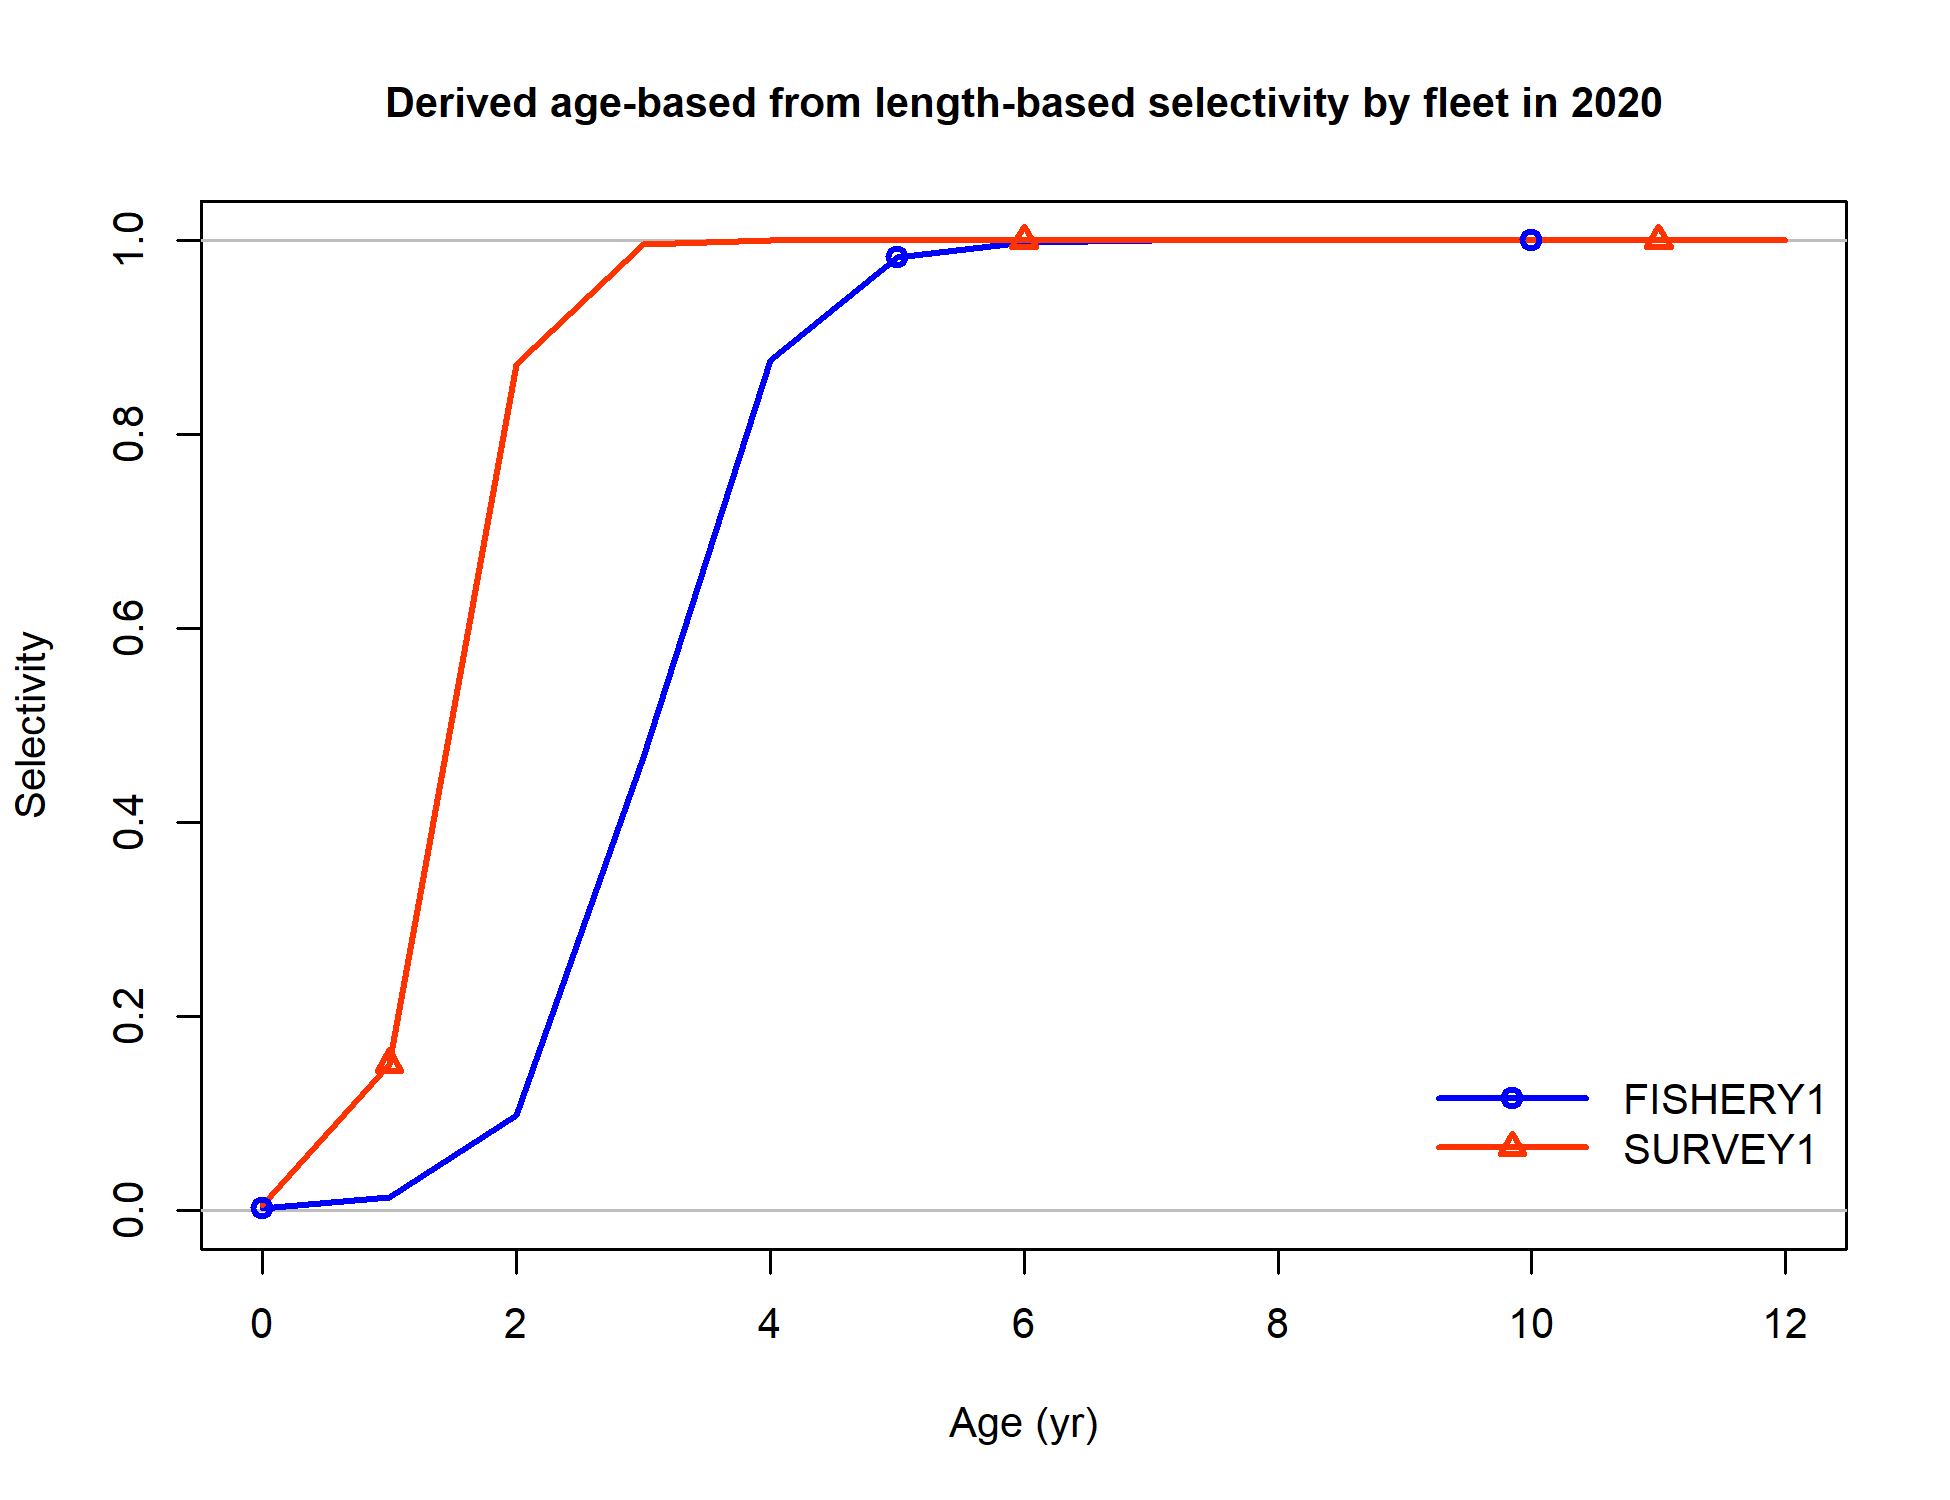 Derived age-based from length-based selectivity by fleet in 2020
Selectivity
1.0
0.8
0.6
0.4
0.2
0.0
FISHERY1
SURVEY1
0 2 4 6 8 10 12
Age (yr)